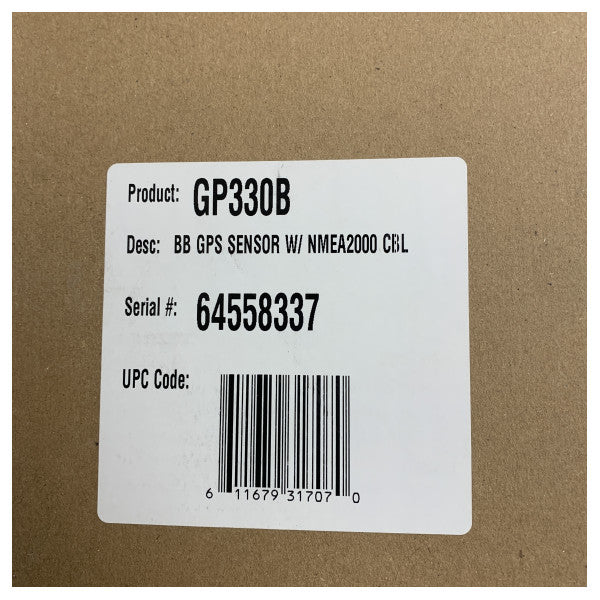 Product: GP330B
Desc: BB GPS SENSOR W/ NMEA2000 CBL
Serial #: 64558337
UPC Code:
6 11679 31707 0